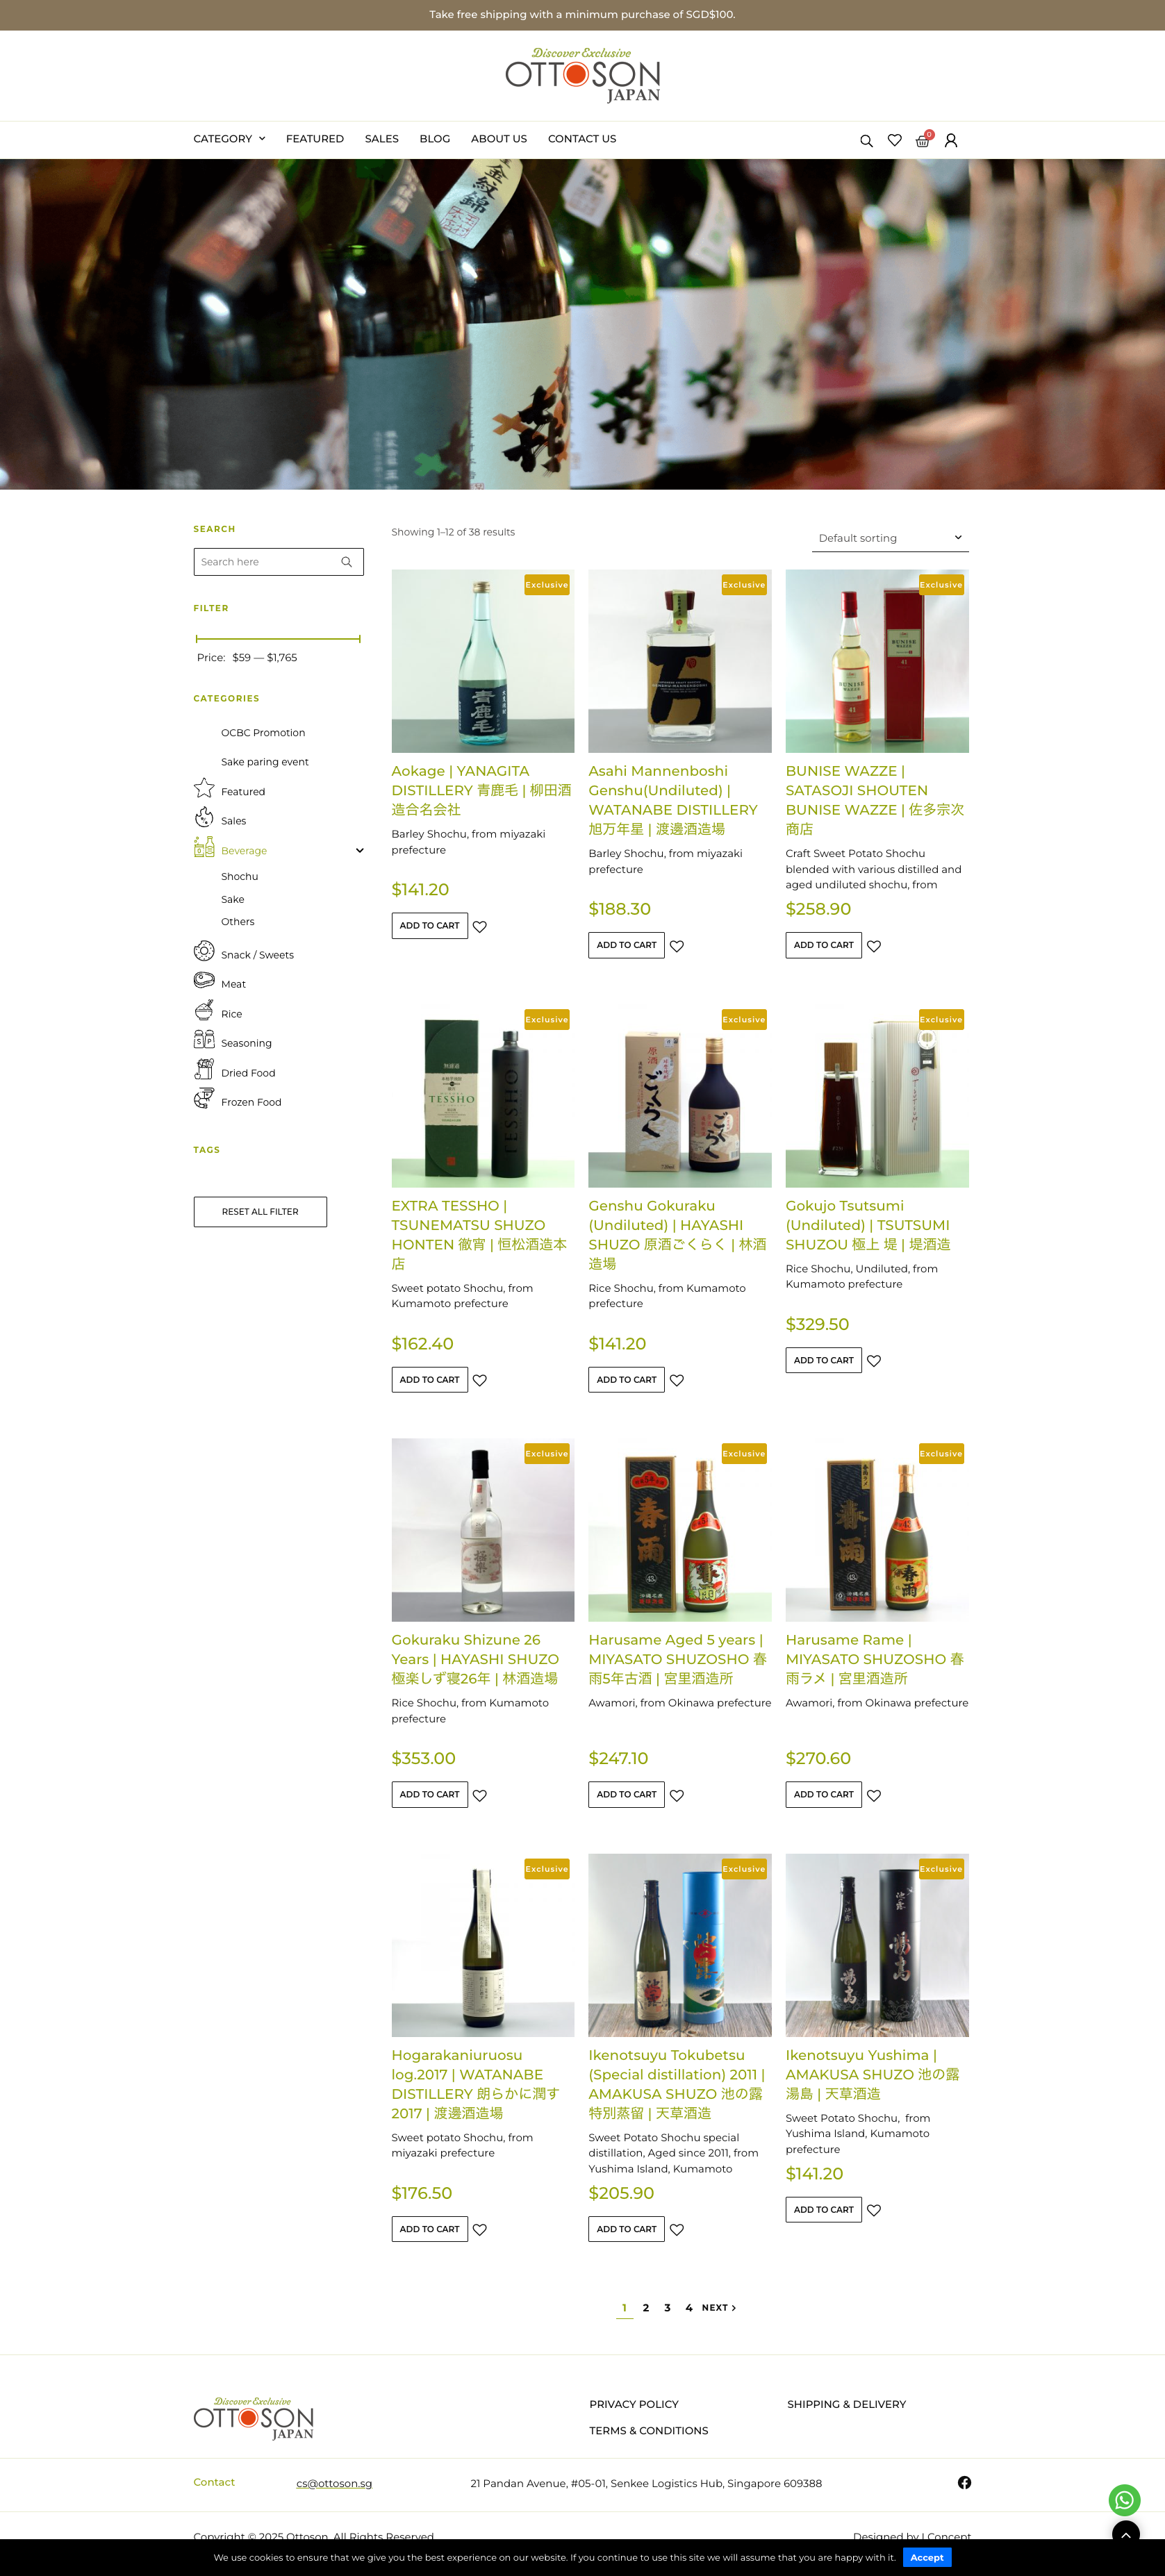 Take free shipping with a minimum purchase of SGD$100.
Discover Exclusive
OTTOSON
JAPAN
CATEGORY
FEATURED
SALES
BLOG
ABOUT US
CONTACT US
0
SEARCH
Search here
FILTER
Price: $59 — $1,765
CATEGORIES
OCBC Promotion
Sake paring event
Featured
Sales
Beverage
Shochu
Sake
Others
Snack / Sweets
Meat
Rice
Seasoning
Dried Food
Frozen Food
TAGS
RESET ALL FILTER
Showing 1–12 of 38 results
Default sorting
Exclusive
Aokage | YANAGITA
DISTILLERY 青鹿毛 | 柳田酒
造合名会社
Barley Shochu, from miyazaki
prefecture
$141.20
ADD TO CART
Exclusive
Asahi Mannenboshi
Genshu(Undiluted) |
WATANABE DISTILLERY
旭万年星 | 渡邊酒造場
Barley Shochu, from miyazaki
prefecture
$188.30
ADD TO CART
Exclusive
BUNISE WAZZE |
SATASOJI SHOUTEN
BUNISE WAZZE | 佐多宗次
商店
Craft Sweet Potato Shochu
blended with various distilled and
aged undiluted shochu, from
$258.90
ADD TO CART
Exclusive
EXTRA TESSHO |
TSUNEMATSU SHUZO
HONTEN 徹宵 | 恒松酒造本
店
Sweet potato Shochu, from
Kumamoto prefecture
$162.40
ADD TO CART
Exclusive
Genshu Gokuraku
(Undiluted) | HAYASHI
SHUZO 原酒ごくらく | 林酒
造場
Rice Shochu, from Kumamoto
prefecture
$141.20
ADD TO CART
Exclusive
Gokujo Tsutsumi
(Undiluted) | TSUTSUMI
SHUZOU 極上 堤 | 堤酒造
Rice Shochu, Undiluted, from
Kumamoto prefecture
$329.50
ADD TO CART
Exclusive
Gokuraku Shizune 26
Years | HAYASHI SHUZO
極楽しず寝26年 | 林酒造場
Rice Shochu, from Kumamoto
prefecture
$353.00
ADD TO CART
Exclusive
Harusame Aged 5 years |
MIYASATO SHUZOSHO 春
雨5年古酒 | 宮里酒造所
Awamori, from Okinawa prefecture
$247.10
ADD TO CART
Exclusive
Harusame Rame |
MIYASATO SHUZOSHO 春
雨ラメ | 宮里酒造所
Awamori, from Okinawa prefecture
$270.60
ADD TO CART
Exclusive
Hogarakaniuruosu
log.2017 | WATANABE
DISTILLERY 朗らかに潤す
2017 | 渡邊酒造場
Sweet potato Shochu, from
miyazaki prefecture
$176.50
ADD TO CART
Exclusive
Ikenotsuyu Tokubetsu
(Special distillation) 2011 |
AMAKUSA SHUZO 池の露
特別蒸留 | 天草酒造
Sweet Potato Shochu special
distillation, Aged since 2011, from
Yushima Island, Kumamoto
$205.90
ADD TO CART
Exclusive
Ikenotsuyu Yushima |
AMAKUSA SHUZO 池の露
湯島 | 天草酒造
Sweet Potato Shochu, from
Yushima Island, Kumamoto
prefecture
$141.20
ADD TO CART
1 2 3 4 NEXT
Discover Exclusive
OTTOSON
JAPAN
PRIVACY POLICY
SHIPPING & DELIVERY
TERMS & CONDITIONS
Contact
cs@ottoson.sg
21 Pandan Avenue, #05-01, Senkee Logistics Hub, Singapore 609388
Copyright © 2025 Ottoson. All Rights Reserved
Designed by I Concept
We use cookies to ensure that we give you the best experience on our website. If you continue to use this site we will assume that you are happy with it.
Accept